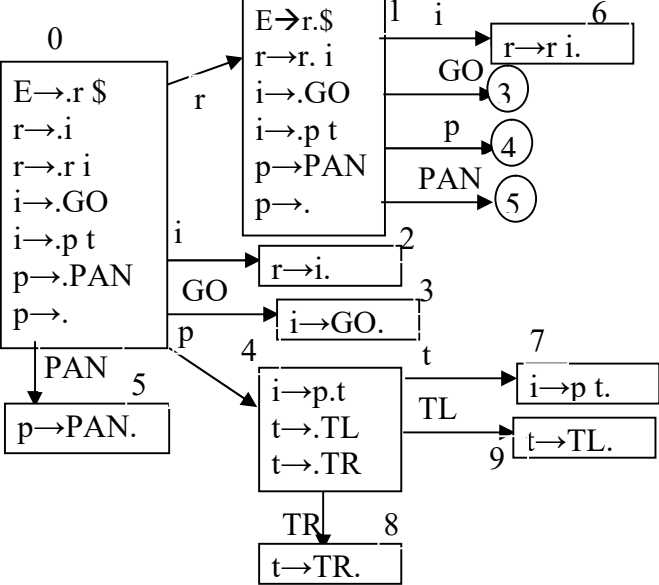 0
E→.r $
r→.i
r→.r i
i→.GO
i→.p t
p→.PAN
p→.
r
1
E→r.$
r→r. i
i→.GO
i→.p t
p→PAN
p→.
i
6
r→r i.
GO
3
p
4
PAN
5
i
2
r→i.
GO
3
i→GO.
p
4
i→p.t
t→.TL
t→.TR
PAN
5
p→PAN.
t
7
i→p t.
TL
9
t→TL.
TR
8
t→TR.